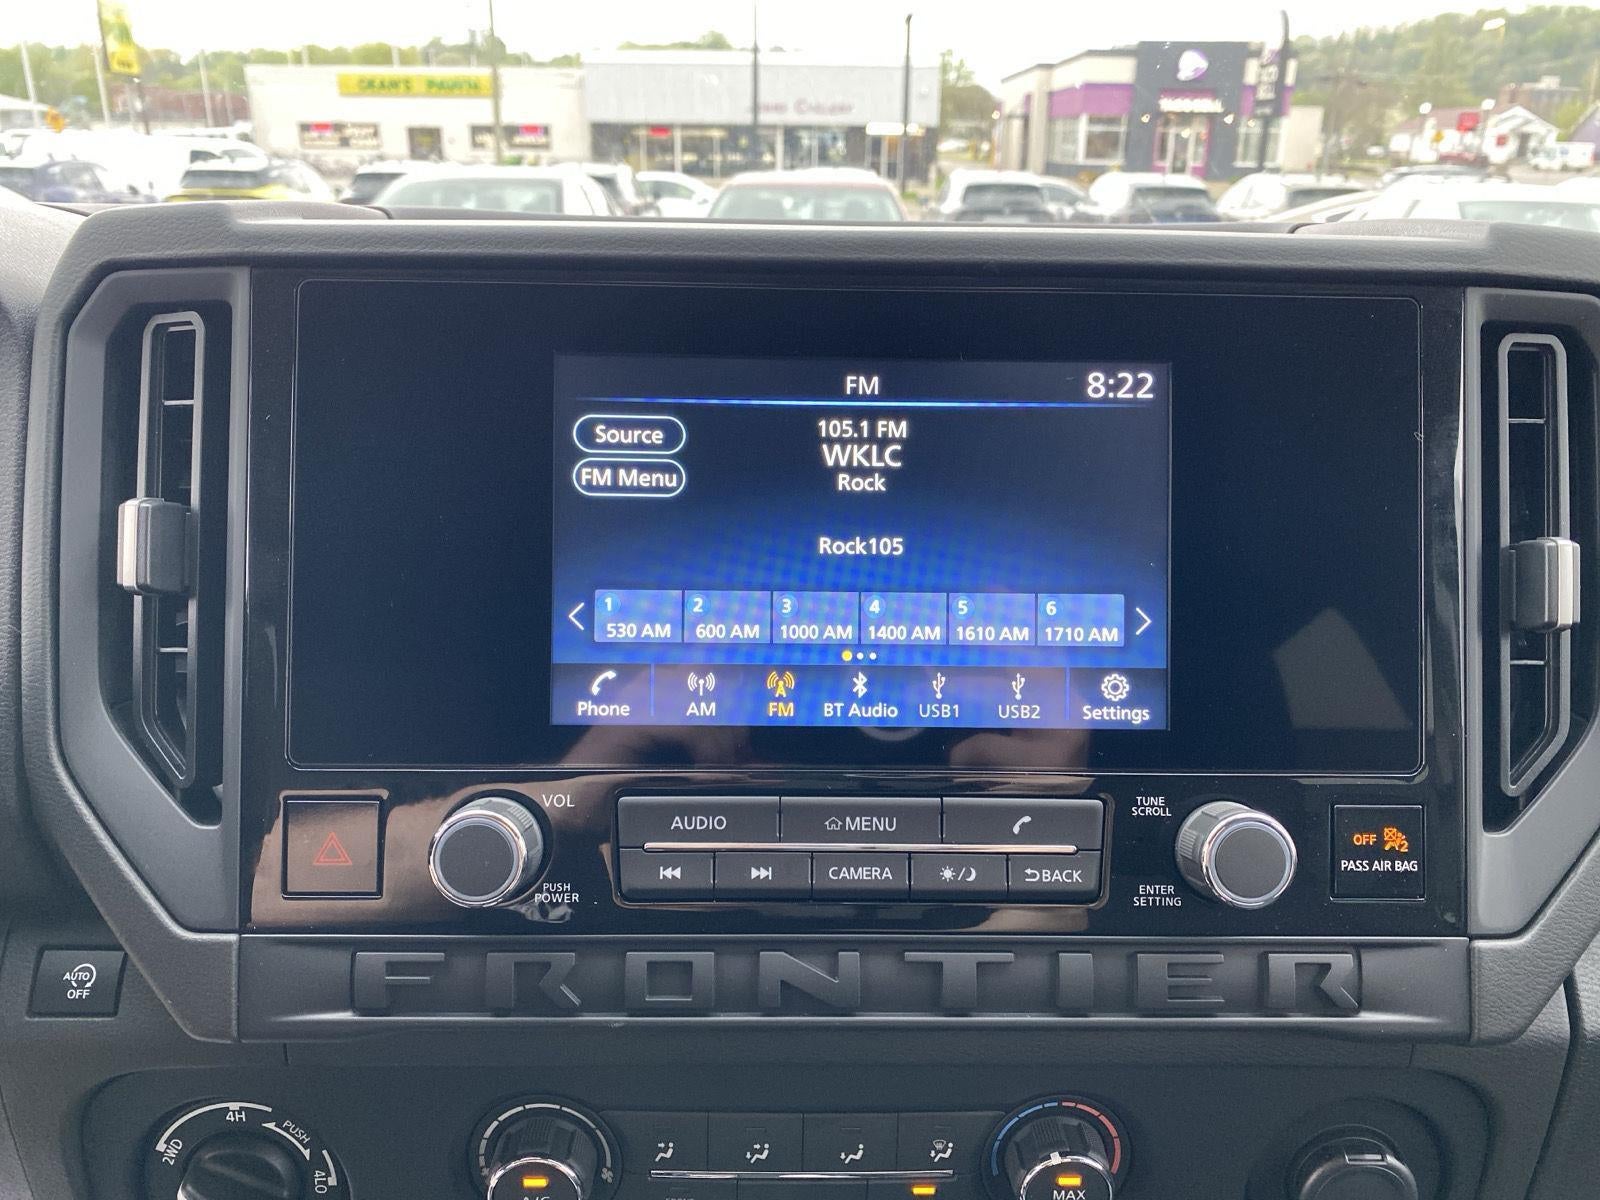 TACO BELL
FM
8:22
Source
FM Menu
105.1 FM
WKLC
Rock
Rock105
1 530 AM
2 600 AM
3 1000 AM
4 1400 AM
5 1610 AM
6 1710 AM
Phone
AM
FM
BT Audio
USB1
USB2
Settings
VOL
PUSH
POWER
AUDIO
MENU
CAMERA
BACK
TUNE
SCROLL
ENTER
SETTING
OFF 2
PASS AIR BAG
AUTO
OFF
FRONTIER
2WD
4H
PUSH
4LO
A/C
MAX